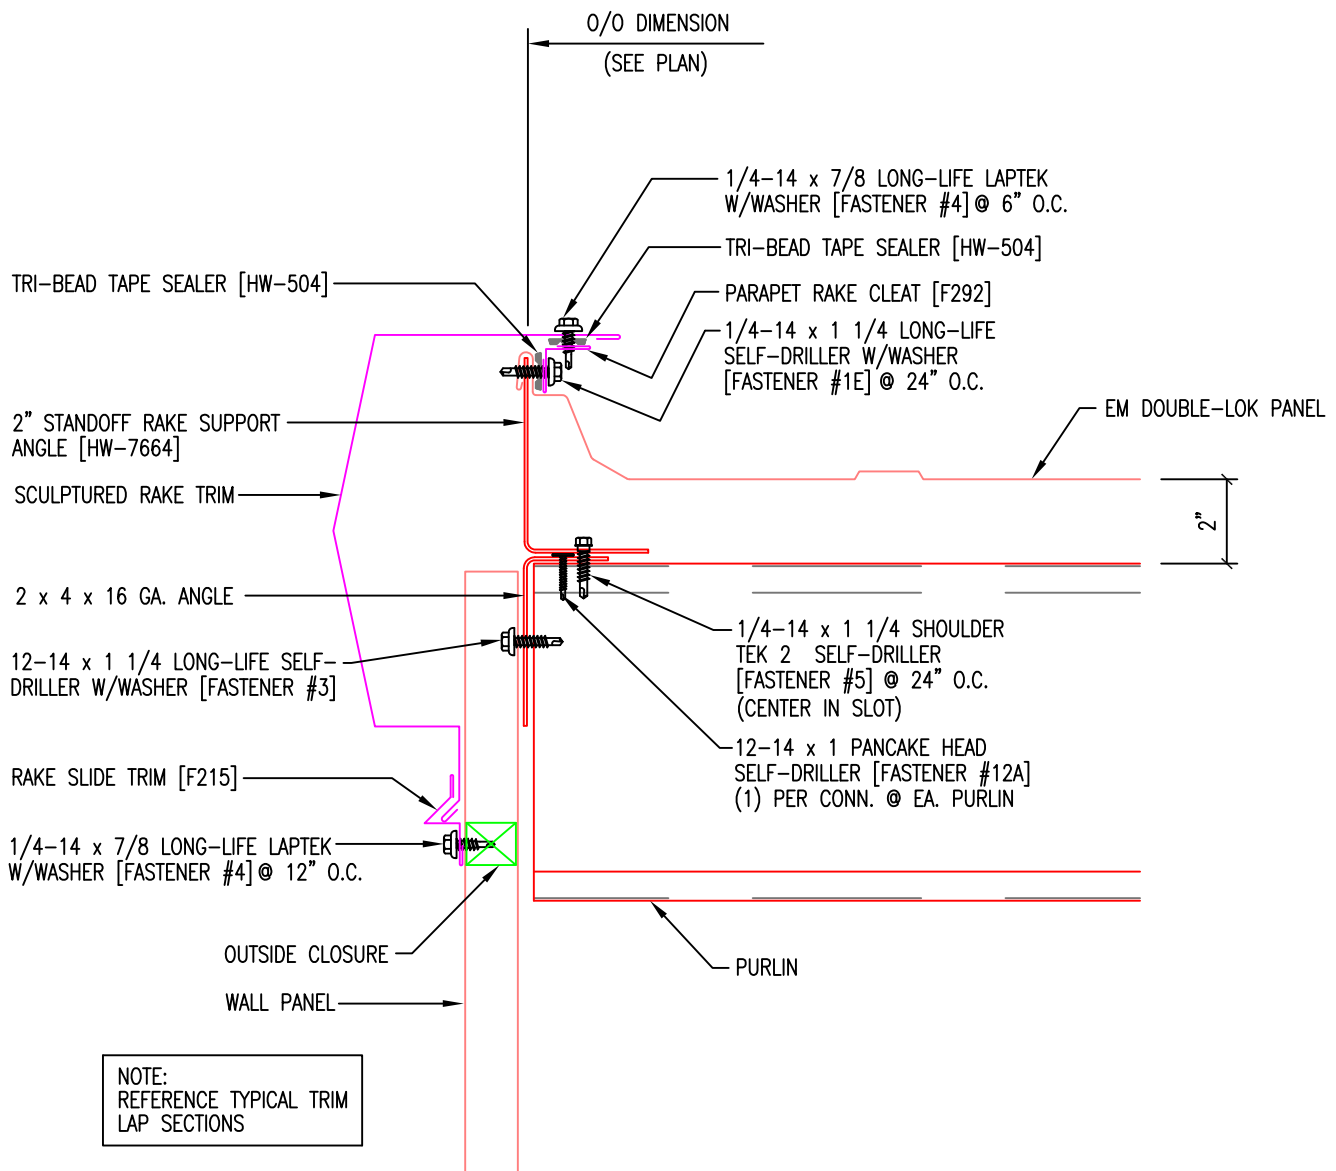 O/O DIMENSION
(SEE PLAN)
1/4-14 x 7/8 LONG-LIFE LAPTEK
W/WASHER [FASTENER #4] @ 6" O.C.
TRI-BEAD TAPE SEALER [HW-504]
TRI-BEAD TAPE SEALER [HW-504]
PARAPET RAKE CLEAT [F292]
1/4-14 x 1 1/4 LONG-LIFE
SELF-DRILLER W/WASHER
[FASTENER #1E] @ 24" O.C.
EM DOUBLE-LOK PANEL
2" STANDOFF RAKE SUPPORT
ANGLE [HW-7664]
SCULPTURED RAKE TRIM
2"
2 x 4 x 16 GA. ANGLE
1/4-14 x 1 1/4 SHOULDER
TEK 2 SELF-DRILLER
[FASTENER #5] @ 24" O.C.
(CENTER IN SLOT)
12-14 x 1 1/4 LONG-LIFE SELF-
DRILLER W/WASHER [FASTENER #3]
12-14 x 1 PANCAKE HEAD
SELF-DRILLER [FASTENER #12A]
(1) PER CONN. @ EA. PURLIN
RAKE SLIDE TRIM [F215]
1/4-14 x 7/8 LONG-LIFE LAPTEK
W/WASHER [FASTENER #4] @ 12" O.C.
OUTSIDE CLOSURE
PURLIN
WALL PANEL
NOTE:
REFERENCE TYPICAL TRIM
LAP SECTIONS